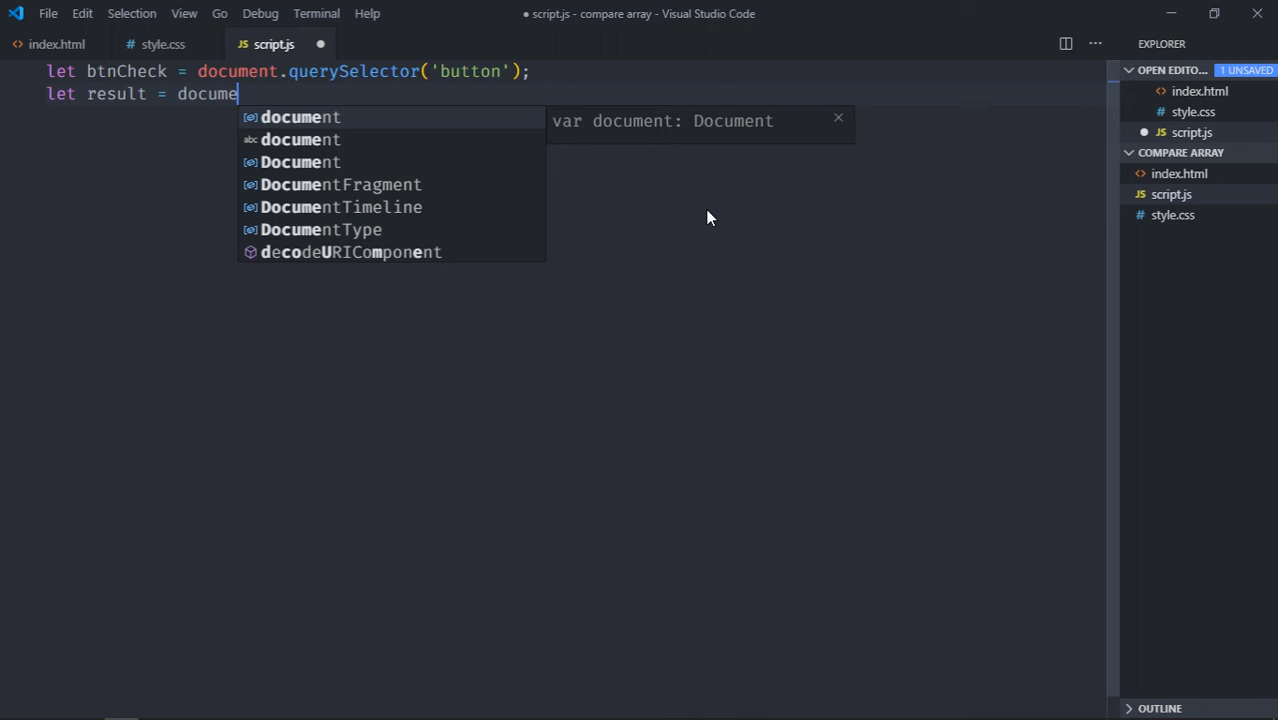 File Edit Selection View Go Debug Terminal Help
● script.js - compare array - Visual Studio Code
index.html
style.css
script.js
EXPLORER
let btnCheck = document.querySelector('button');
let result = docume
document
document
Document
DocumentFragment
DocumentTimeline
DocumentType
decodeURIComponent
abc
var document: Document
OPEN EDITO... 1 UNSAVED
index.html
style.css
script.js
COMPARE ARRAY
index.html
script.js
style.css
OUTLINE